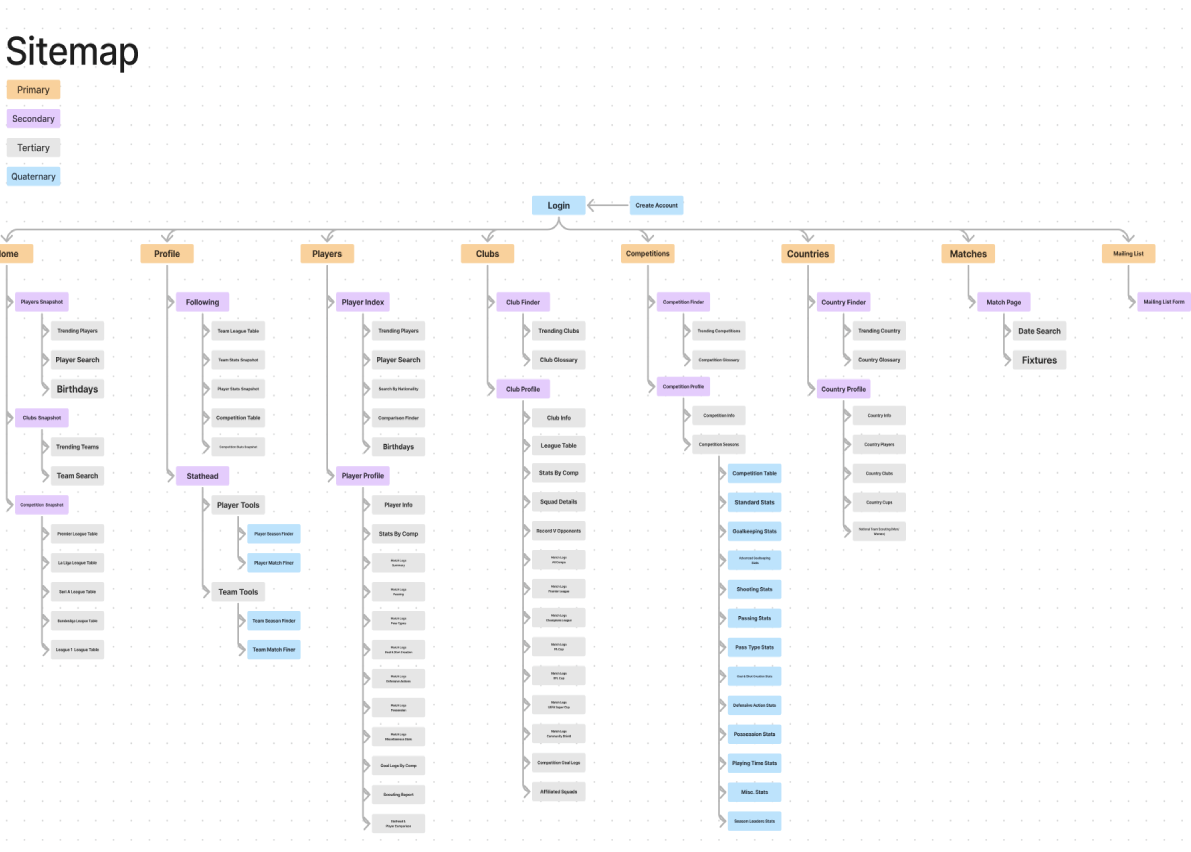 Sitemap
Primary
Secondary
Tertiary
Quaternary
Login
Create Account
Profile
Players
Clubs
Competitions
Countries
Matches
Mailing List
Players Snapshot
Trending Players
Player Search
Birthdays
Clubs Snapshot
Trending Teams
Team Search
Competition Snapshot
Premier League Table
La Liga League Table
Seri A League Table
Bundesliga League Table
League 1 League Table
Following
Team League Table
Team Stats Snapshot
Player Stats Snapshot
Competition Table
Competition Stats Snapshot
Stathead
Player Tools
Player Season Finder
Player Match Finer
Team Tools
Team Season Finder
Team Match Finer
Player Index
Trending Players
Player Search
Search By Nationality
Comparison Finder
Birthdays
Player Profile
Player Info
Stats By Comp
Match Logs
Summary
Match Logs
Passing
Match Logs
Pass Types
Match Logs
Goal & Shot Creation
Match Logs
Defensive Actions
Match Logs
Possession
Match Logs
Miscellaneous Stats
Goal Logs By Comp
Scouting Report
Stathead &
Player Comparison
Club Finder
Trending Clubs
Club Glossary
Club Profile
Club Info
League Table
Stats By Comp
Squad Details
Record V Opponents
Match Logs
All Comps
Match Logs
Premier League
Match Logs
Champions League
Match Logs
FA Cup
Match Logs
EFL Cup
Match Logs
UEFA Super Cup
Match Logs
Community Shield
Competition Goal Logs
Affiliated Squads
Competition Finder
Trending Competitions
Competition Glossary
Competition Profile
Competition Info
Competition Seasons
Competition Table
Standard Stats
Goalkeeping Stats
Advanced Goalkeeping
Stats
Shooting Stats
Passing Stats
Pass Type Stats
Goal & Shot Creation Stats
Defensive Action Stats
Possession Stats
Playing Time Stats
Misc. Stats
Season Leaders Stats
Country Finder
Trending Country
Country Glossary
Country Profile
Country Info
Country Players
Country Clubs
Country Cups
Match Page
Date Search
Fixtures
Mailing List Form